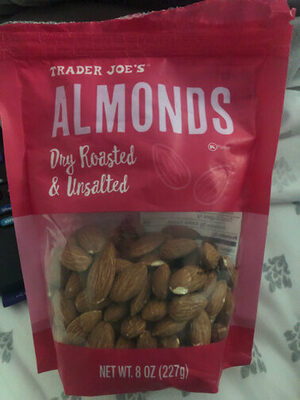 TRADER JOE'S
ALMONDS
Dry Roasted
& Unsalted
K
NET WT. 8 OZ (227g)